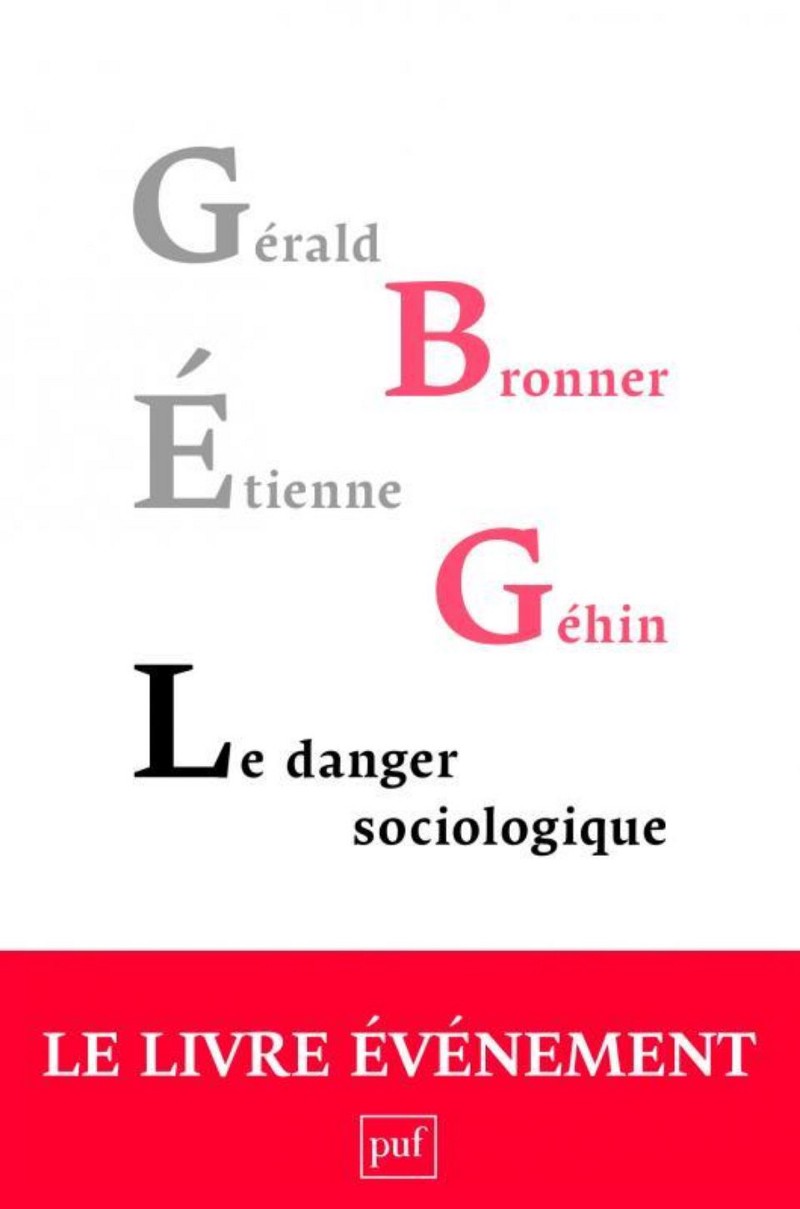 Gérald
Bronner
Étienne
Géhin
Le danger
sociologique
LE LIVRE ÉVÉNEMENT
puf